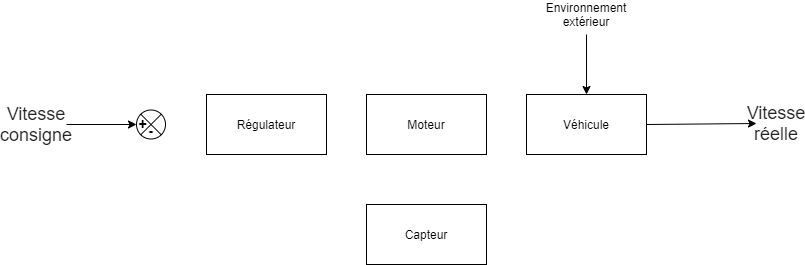 Environnement
extérieur
Vitesse
consigne
+
-
Régulateur
Moteur
Véhicule
Vitesse
réelle
Capteur